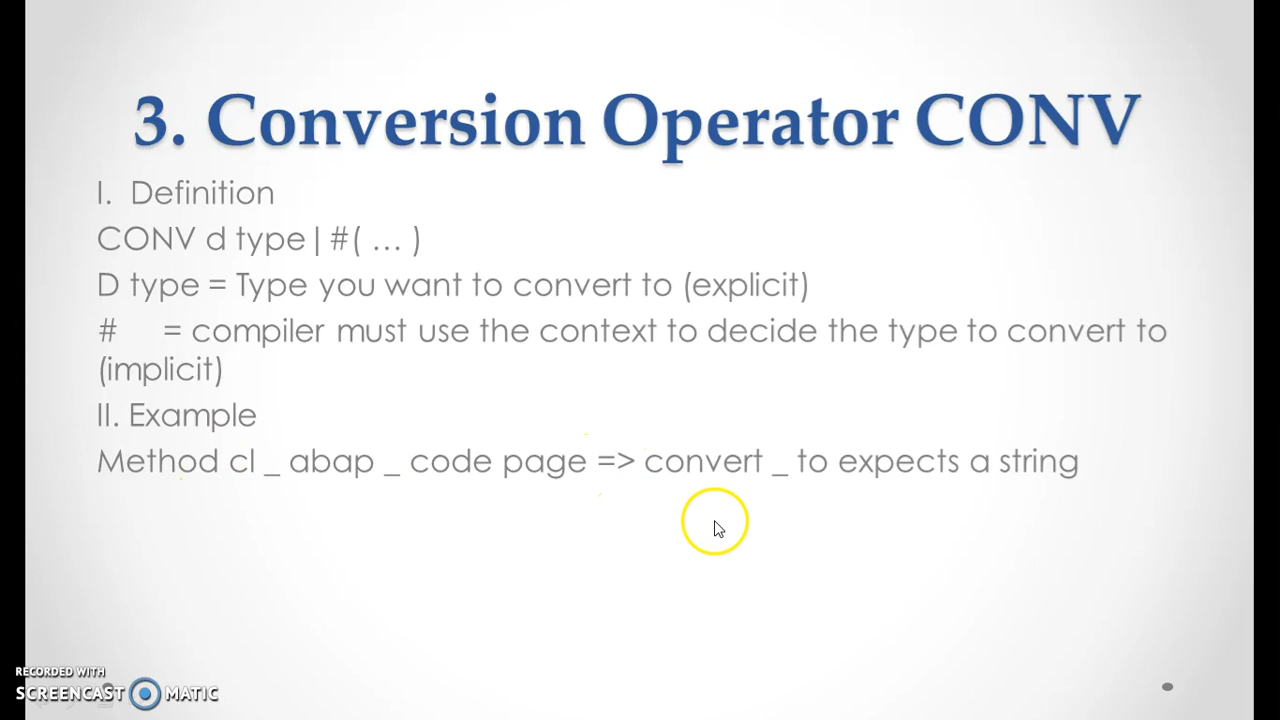 3. Conversion Operator CONV
I. Definition
CONV d type|#( … )
D type = Type you want to convert to (explicit)
# = compiler must use the context to decide the type to convert to
(implicit)
II. Example
Method cl _ abap _ code page => convert _ to expects a string
RECORDED WITH
SCREENCAST MATIC